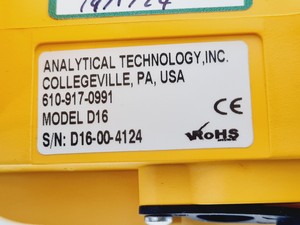 ANALYTICAL TECHNOLOGY,INC.
COLLEGEVILLE, PA, USA
610-917-0991
MODEL D16
S/N: D16-00-4124
CE
RoHS